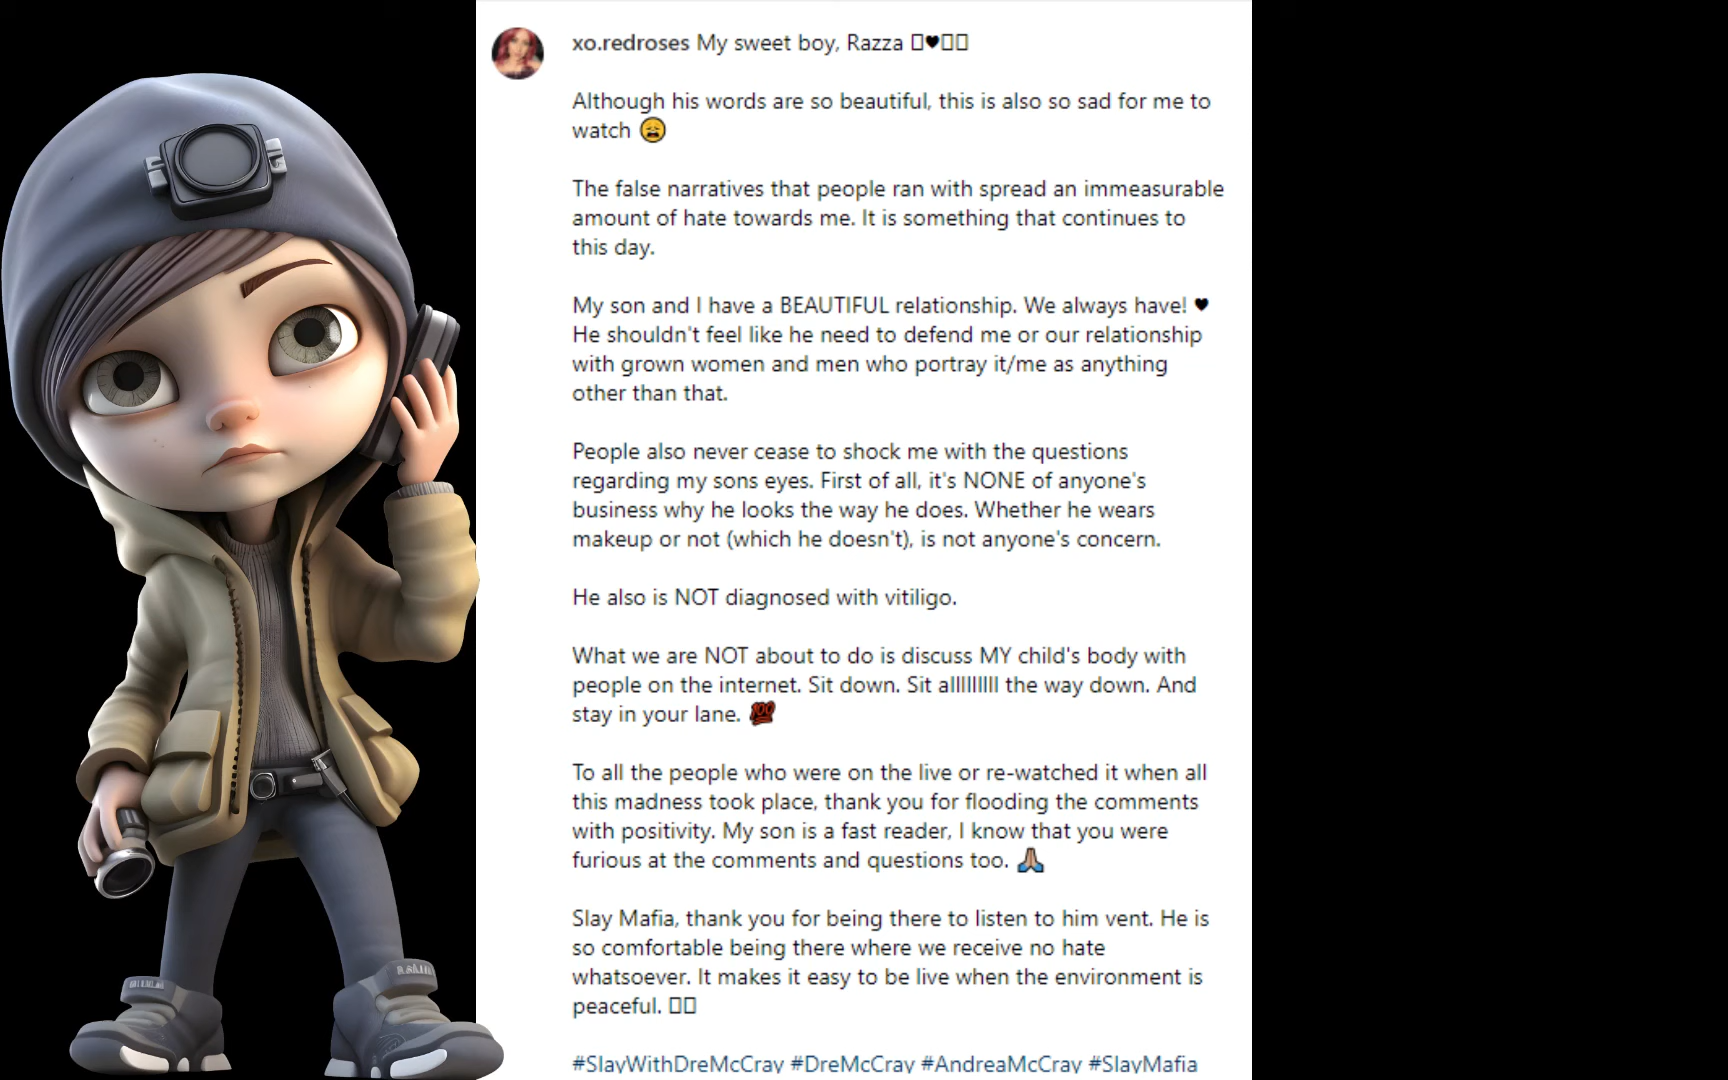 xo.redroses My sweet boy, Razza ♥
Although his words are so beautiful, this is also so sad for me to
watch 😩
The false narratives that people ran with spread an immeasurable
amount of hate towards me. It is something that continues to
this day.
My son and I have a BEAUTIFUL relationship. We always have! ♥
He shouldn't feel like he need to defend me or our relationship
with grown women and men who portray it/me as anything
other than that.
People also never cease to shock me with the questions
regarding my sons eyes. First of all, it's NONE of anyone's
business why he looks the way he does. Whether he wears
makeup or not (which he doesn't), is not anyone's concern.
He also is NOT diagnosed with vitiligo.
What we are NOT about to do is discuss MY child's body with
people on the internet. Sit down. Sit alllllllll the way down. And
stay in your lane. 💯
To all the people who were on the live or re-watched it when all
this madness took place, thank you for flooding the comments
with positivity. My son is a fast reader, I know that you were
furious at the comments and questions too. 🙏
Slay Mafia, thank you for being there to listen to him vent. He is
so comfortable being there where we receive no hate
whatsoever. It makes it easy to be live when the environment is
peaceful.
#SlayWithDreMcCray #DreMcCray #AndreaMcCray #SlayMafia